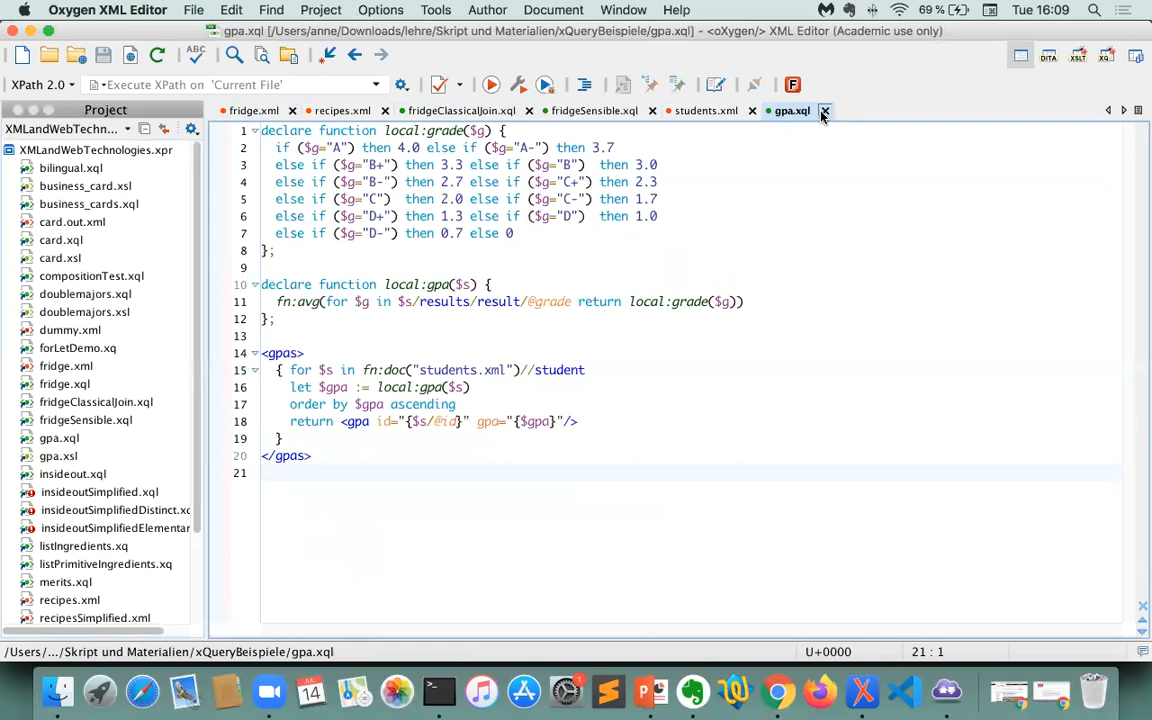 Oxygen XML Editor File Edit Find Project Options Tools Author Document Window Help 69 % Tue 16:09
gpa.xql [/Users/anne/Downloads/lehre/Skript und Materialien/xQueryBeispiele/gpa.xql] - <oXygen/> XML Editor (Academic use only)
ABC DITA XSLT XQ
XPath 2.0 Execute XPath on 'Current File' F
Project fridge.xml recipes.xml fridgeClassicalJoin.xql fridgeSensible.xql students.xml gpa.xql
XMLandWebTechn...
XMLandWebTechnologies.xpr
bilingual.xql
business_card.xsl
business_cards.xql
card.out.xml
card.xql
card.xsl
compositionTest.xql
doublemajors.xql
doublemajors.xsl
dummy.xml
forLetDemo.xq
fridge.xml
fridge.xql
fridgeClassicalJoin.xql
fridgeSensible.xql
gpa.xql
gpa.xsl
insideout.xql
insideoutSimplified.xql
insideoutSimplifiedDistinct.xq
insideoutSimplifiedElementar
listIngredients.xq
listPrimitiveIngredients.xq
merits.xql
recipes.xml
recipesSimplified.xml
1 declare function local:grade($g) {
2 if ($g="A") then 4.0 else if ($g="A-") then 3.7
3 else if ($g="B+") then 3.3 else if ($g="B") then 3.0
4 else if ($g="B-") then 2.7 else if ($g="C+") then 2.3
5 else if ($g="C") then 2.0 else if ($g="C-") then 1.7
6 else if ($g="D+") then 1.3 else if ($g="D") then 1.0
7 else if ($g="D-") then 0.7 else 0
8 };
9
10 declare function local:gpa($s) {
11 fn:avg(for $g in $s/results/result/@grade return local:grade($g))
12 };
13
14 <gpas>
15 { for $s in fn:doc("students.xml")//student
16 let $gpa := local:gpa($s)
17 order by $gpa ascending
18 return <gpa id="{$s/@id}" gpa="{$gpa}"/>
19 }
20 </gpas>
21
/Users/.../Skript und Materialien/xQueryBeispiele/gpa.xql U+0000 21 : 1
JUL
14
1